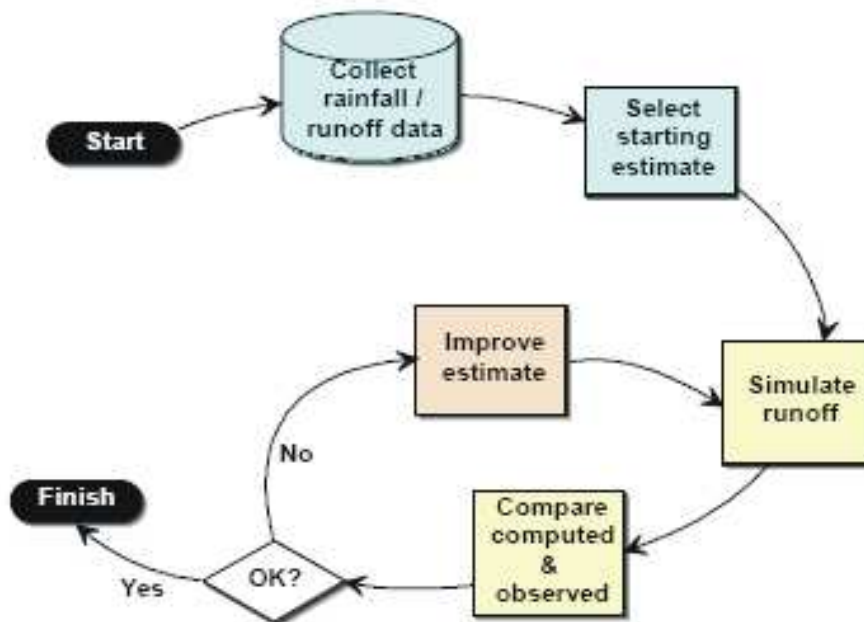 Start
Collect
rainfall /
runoff data
Select
starting
estimate
Simulate
runoff
Compare
computed
&
observed
OK?
No
Improve
estimate
Yes
Finish